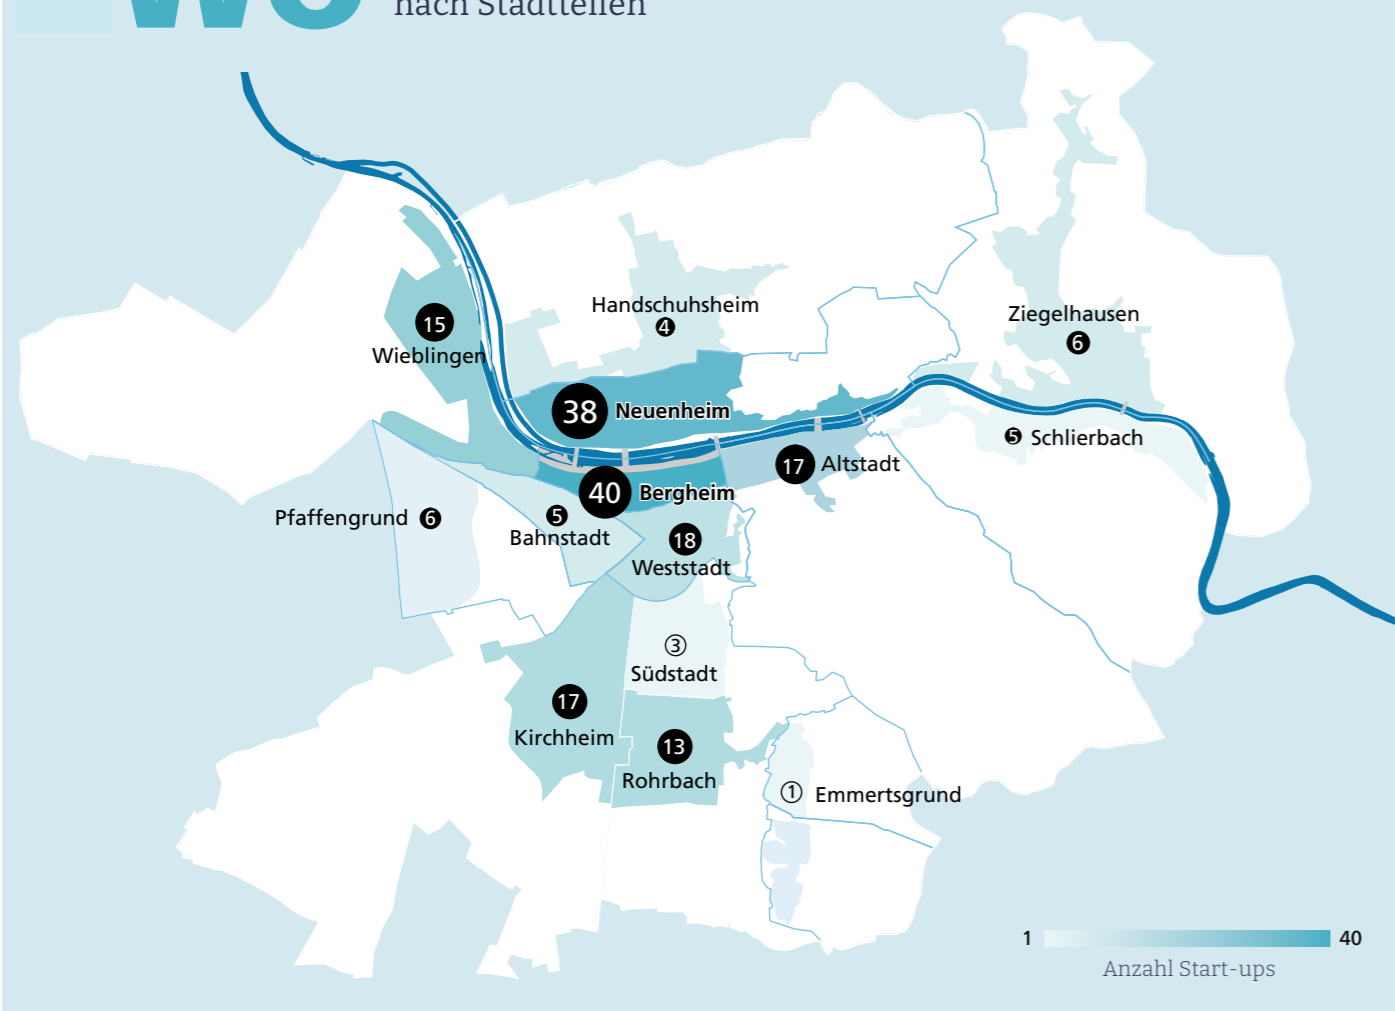 WO
nach Stadtteilen
15
Wieblingen
Handschuhsheim
4
Ziegelhausen
6
38 Neuenheim
5 Schlierbach
17 Altstadt
40 Bergheim
Pfaffengrund 6
5
Bahnstadt
18
Weststadt
3
Südstadt
17
Kirchheim
13
Rohrbach
1 Emmertsgrund
1 40
Anzahl Start-ups